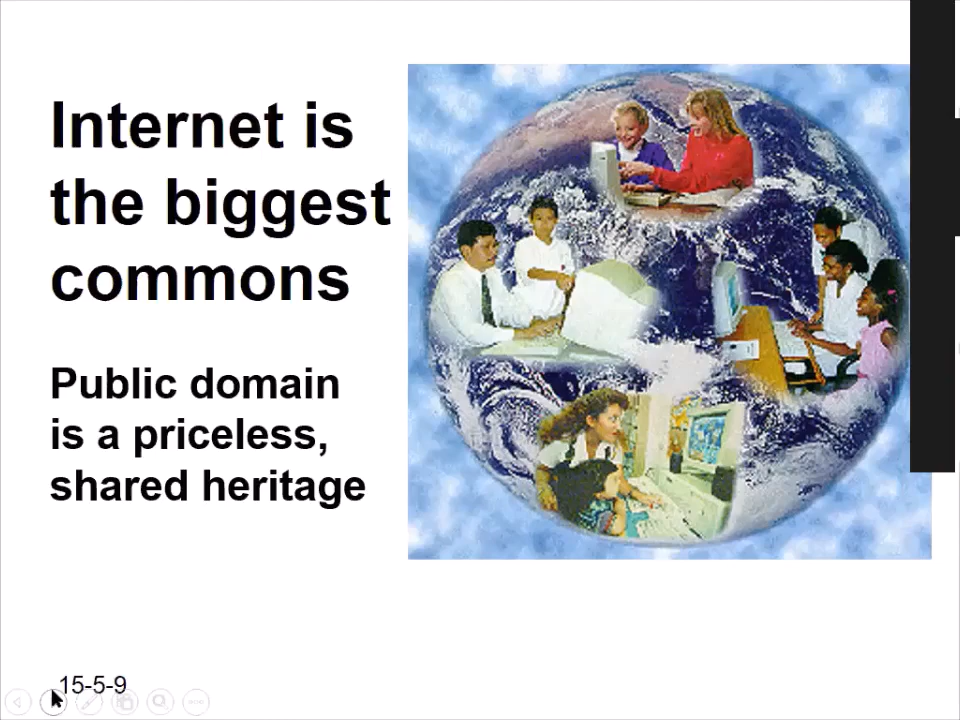 Internet is
the biggest
commons
Public domain
is a priceless,
shared heritage
15-5-9